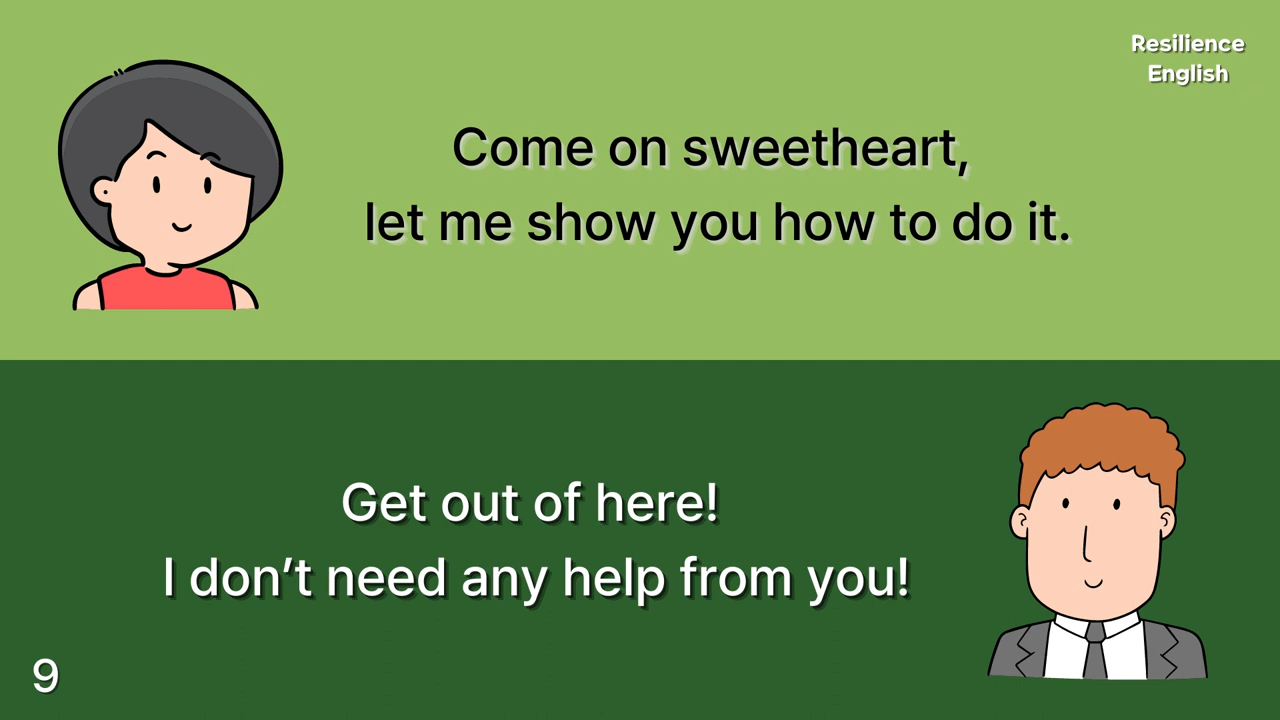 Resilience
English
Come on sweetheart,
let me show you how to do it.
Get out of here!
I don't need any help from you!
9